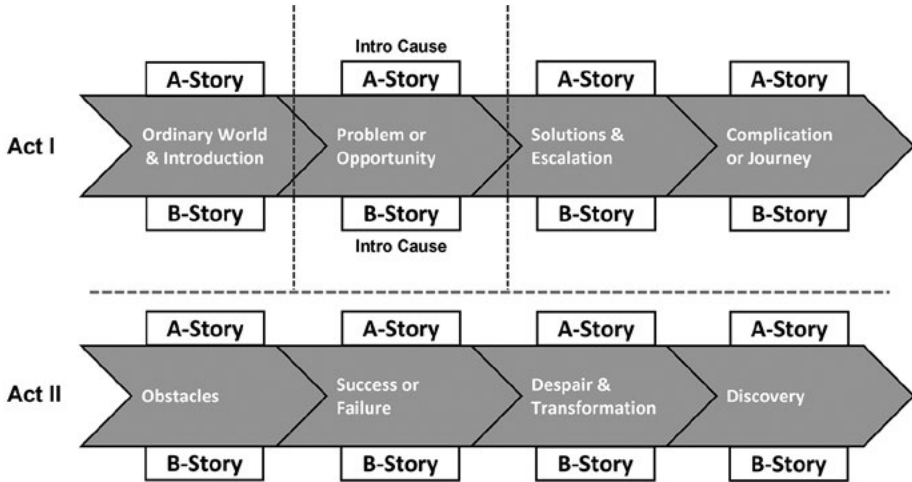 Intro Cause
A-Story
A-Story
A-Story
A-Story
Act I
Ordinary World
& Introduction
Problem or
Opportunity
Solutions &
Escalation
Complication
or Journey
B-Story
B-Story
B-Story
B-Story
Intro Cause
A-Story
A-Story
A-Story
A-Story
Act II
Obstacles
Success or
Failure
Despair &
Transformation
Discovery
B-Story
B-Story
B-Story
B-Story